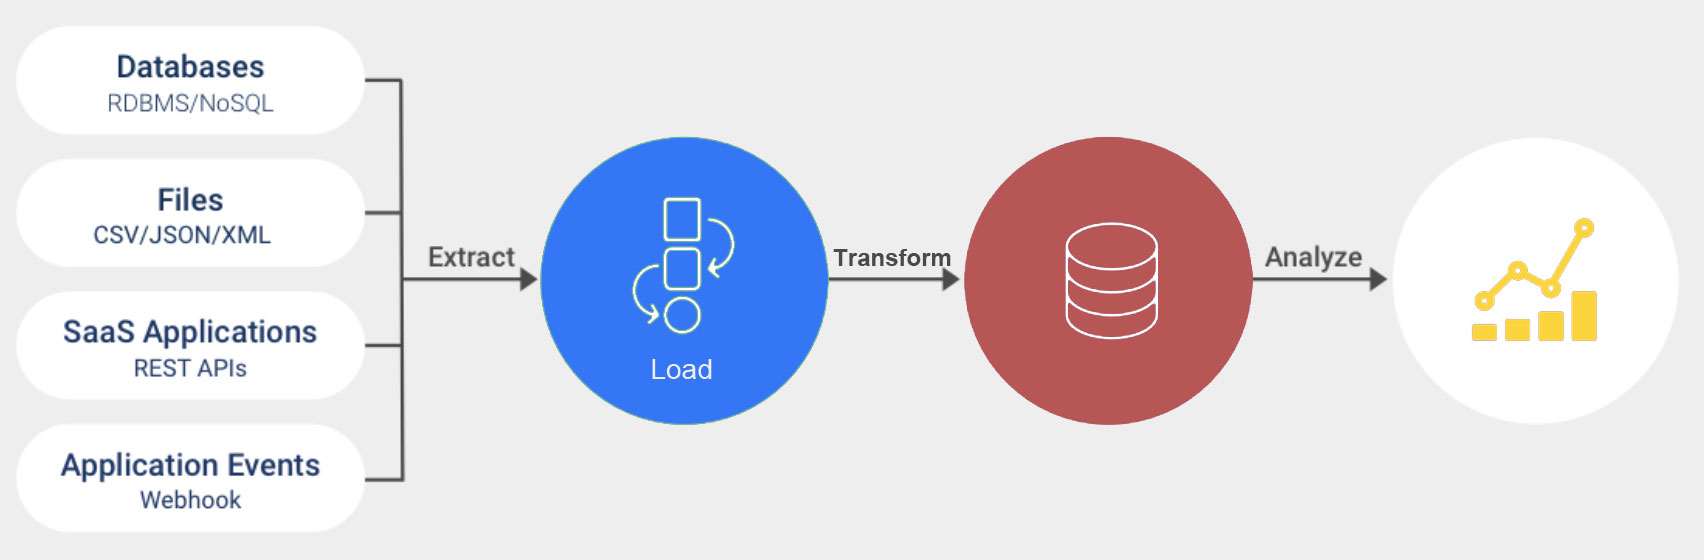 Databases
RDBMS/NoSQL
Files
CSV/JSON/XML
SaaS Applications
REST APIs
Application Events
Webhook
Extract
Load
Transform
Analyze